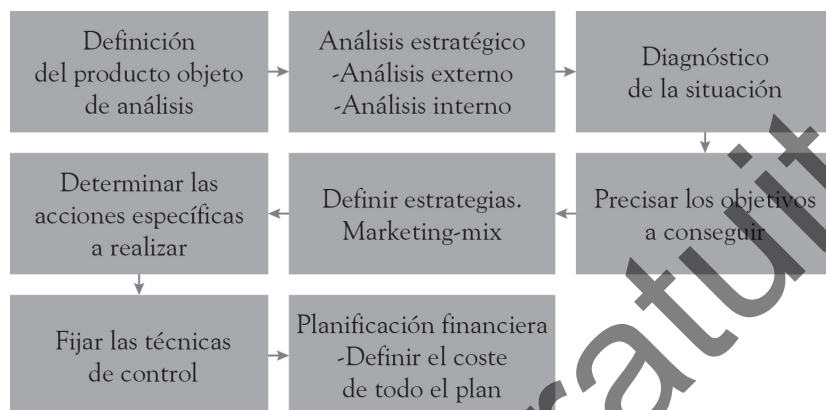 Definición
del producto objeto
de análisis
Análisis estratégico
-Análisis externo
-Análisis interno
Diagnóstico
de la situación
Precisar los objetivos
a conseguir
Definir estrategias.
Marketing-mix
Determinar las
acciones específicas
a realizar
Fijar las técnicas
de control
Planificación financiera
-Definir el coste
de todo el plan